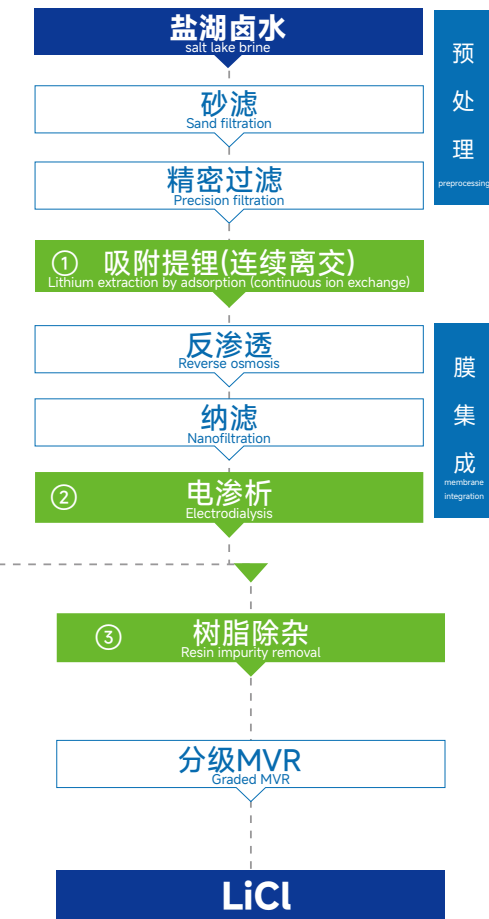 盐湖卤水
salt lake brine
预
处
理
preprocessing
砂滤
Sand filtration
精密过滤
Precision filtration
① 吸附提锂(连续离交)
Lithium extraction by adsorption (continuous ion exchange)
反渗透
Reverse osmosis
膜
集
成
membrane
integration
纳滤
Nanofiltration
② 电渗析
Electrodialysis
③ 树脂除杂
Resin impurity removal
分级MVR
Graded MVR
LiCl